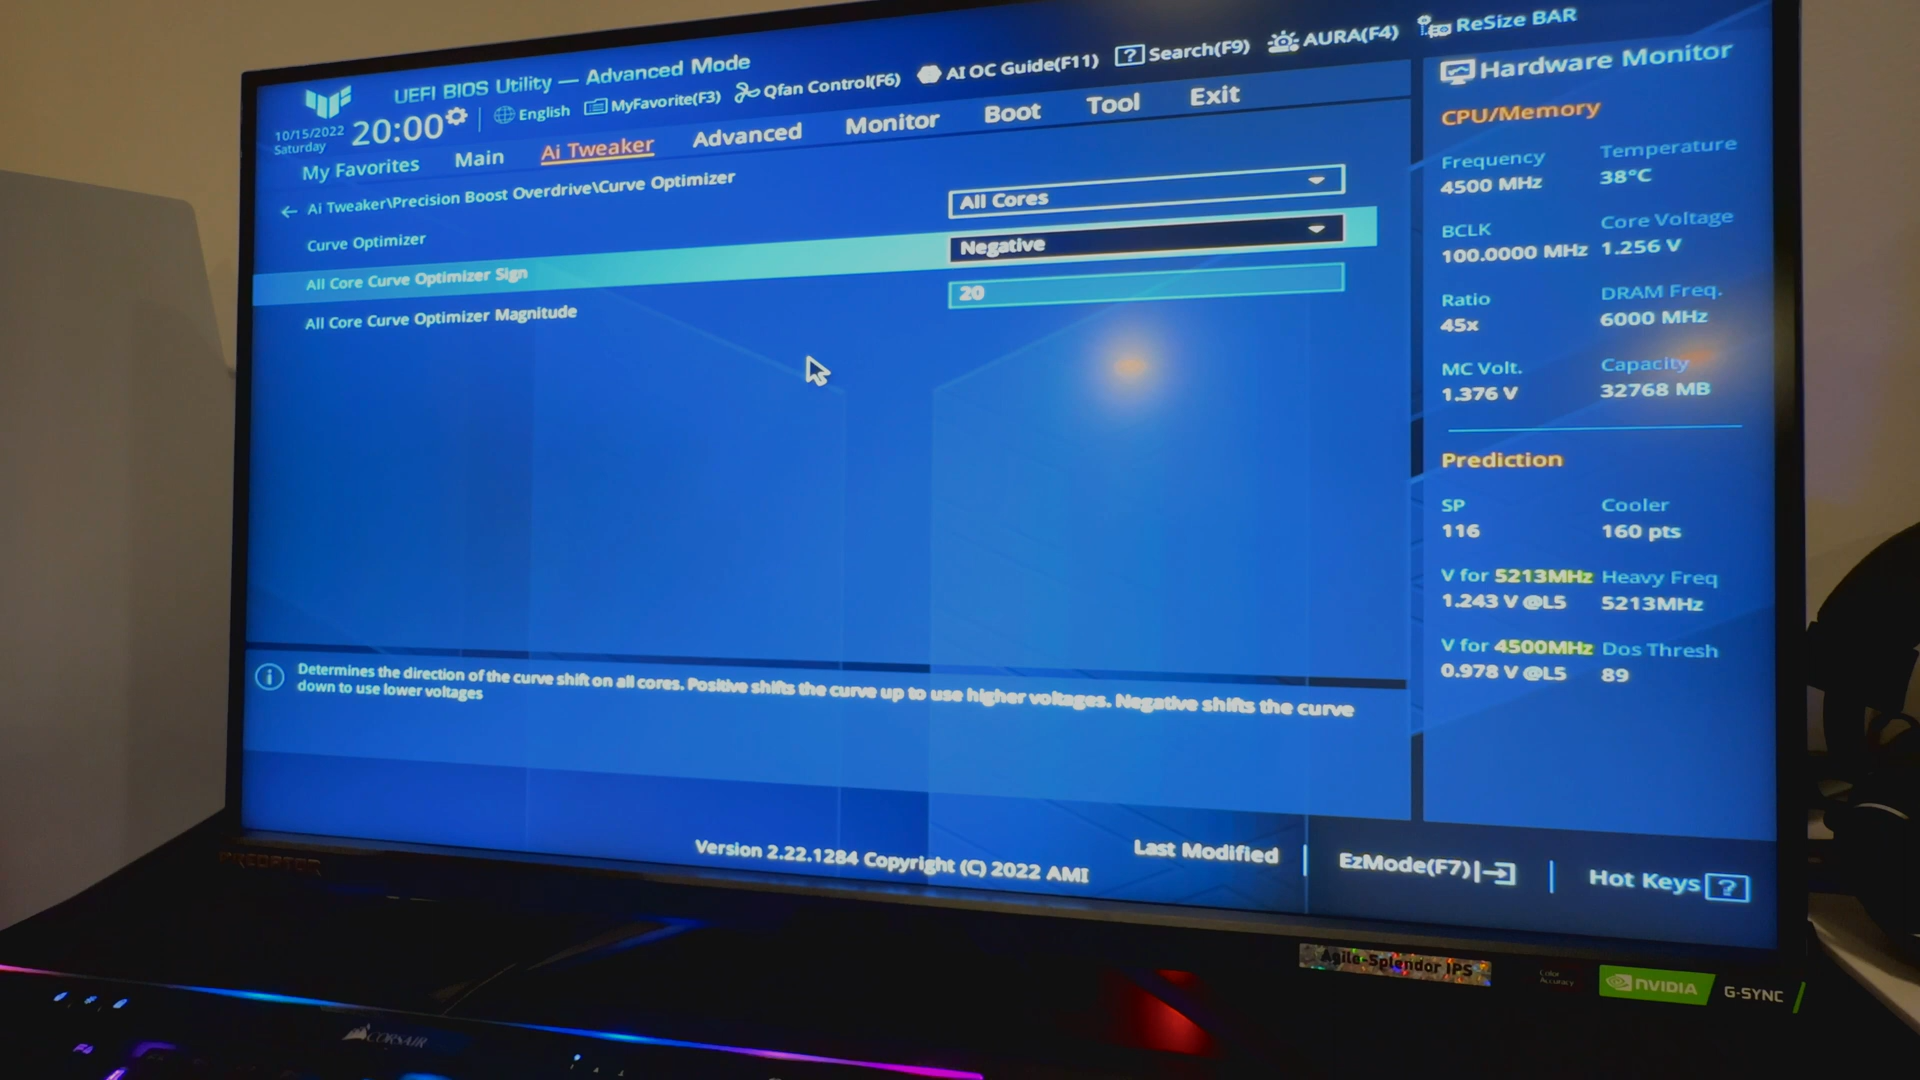 UEFI BIOS Utility — Advanced Mode
10/15/2022
Saturday
20:00
English
MyFavorite(F3)
Qfan Control(F6)
AI OC Guide(F11)
Search(F9)
AURA(F4)
ReSize BAR
My Favorites
Main
Ai Tweaker
Advanced
Monitor
Boot
Tool
Exit
Ai Tweaker\Precision Boost Overdrive\Curve Optimizer
Curve Optimizer
All Cores
All Core Curve Optimizer Sign
Negative
All Core Curve Optimizer Magnitude
20
Determines the direction of the curve shift on all cores. Positive shifts the curve up to use higher voltages. Negative shifts the curve
down to use lower voltages
Hardware Monitor
CPU/Memory
Frequency Temperature
4500 MHz 38°C
BCLK Core Voltage
100.0000 MHz 1.256 V
Ratio DRAM Freq.
45x 6000 MHz
MC Volt. Capacity
1.376 V 32768 MB
Prediction
SP Cooler
116 160 pts
V for 5213MHz Heavy Freq
1.243 V @L5 5213MHz
V for 4500MHz Dos Thresh
0.978 V @L5 89
Version 2.22.1284 Copyright (C) 2022 AMI
Last Modified
EzMode(F7)
Hot Keys ?
PREDATOR
Agile-Splendor IPS
Color
Accuracy
NVIDIA
G-SYNC
CORSAIR